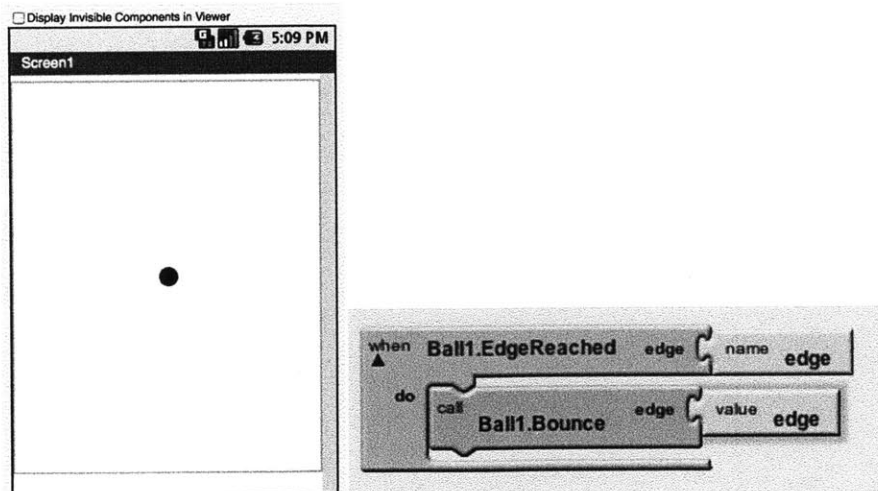 Display Invisible Components in Viewer
5:09 PM
Screen1
when Ball1.EdgeReached edge name edge
do
call Ball1.Bounce edge value edge